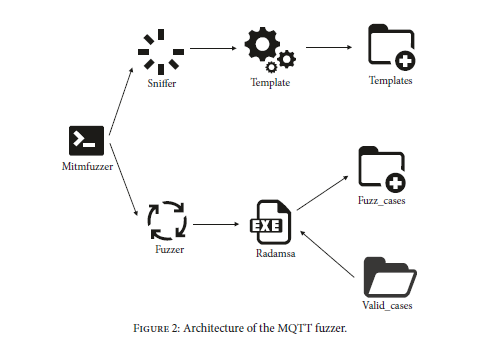 Sniffer
Template
Templates
Mitmfuzzer
>_
Fuzz_cases
Fuzzer
EXE
Radamsa
Valid_cases
FIGURE 2: Architecture of the MQTT fuzzer.